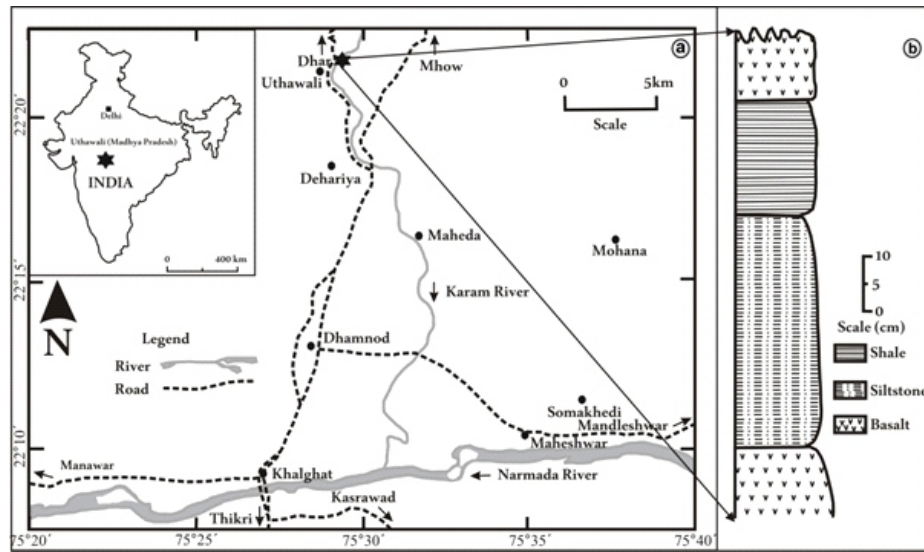 a
b
Dhar
Uthawali
Mhow
0 5km
Scale
Delhi
Uthawali (Madhya Pradesh)
INDIA
0 400 km
22°20
22°15
22°10
Dehariya
Maheda
Mohana
Karam River
N
Legend
River
Road
Dhamnod
Somakhedi
Mandleshwar
Maheshwar
Manawar
Khalghat
Narmada River
Thikri
Kasrawad
75°20 75°25 75°30 75°35 75°40
10
5
0
Scale (cm)
Shale
Siltstone
Basalt